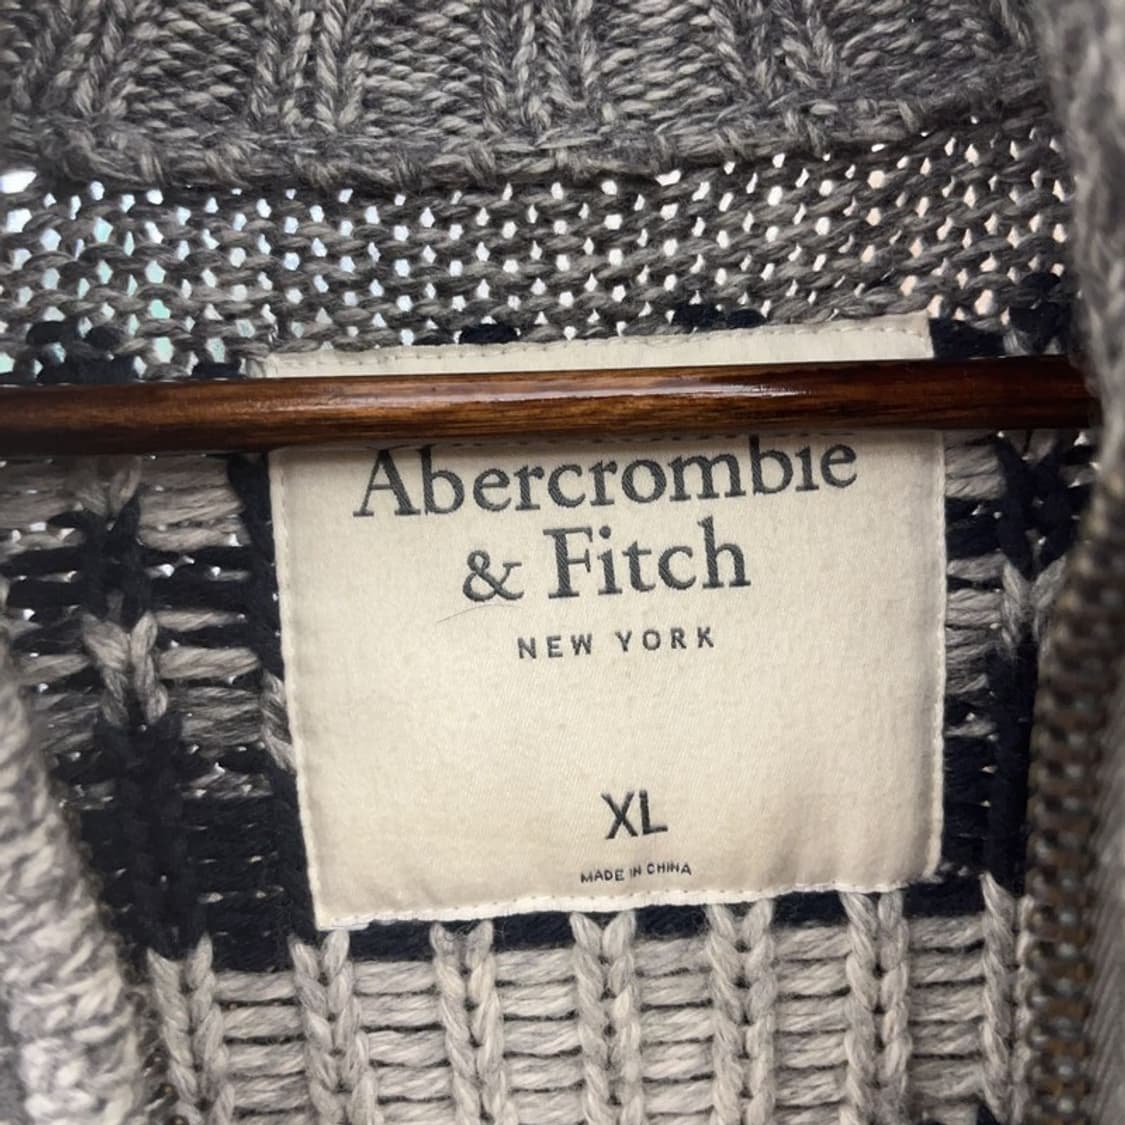 Abercrombie
& Fitch
NEW YORK
XL
MADE IN CHINA